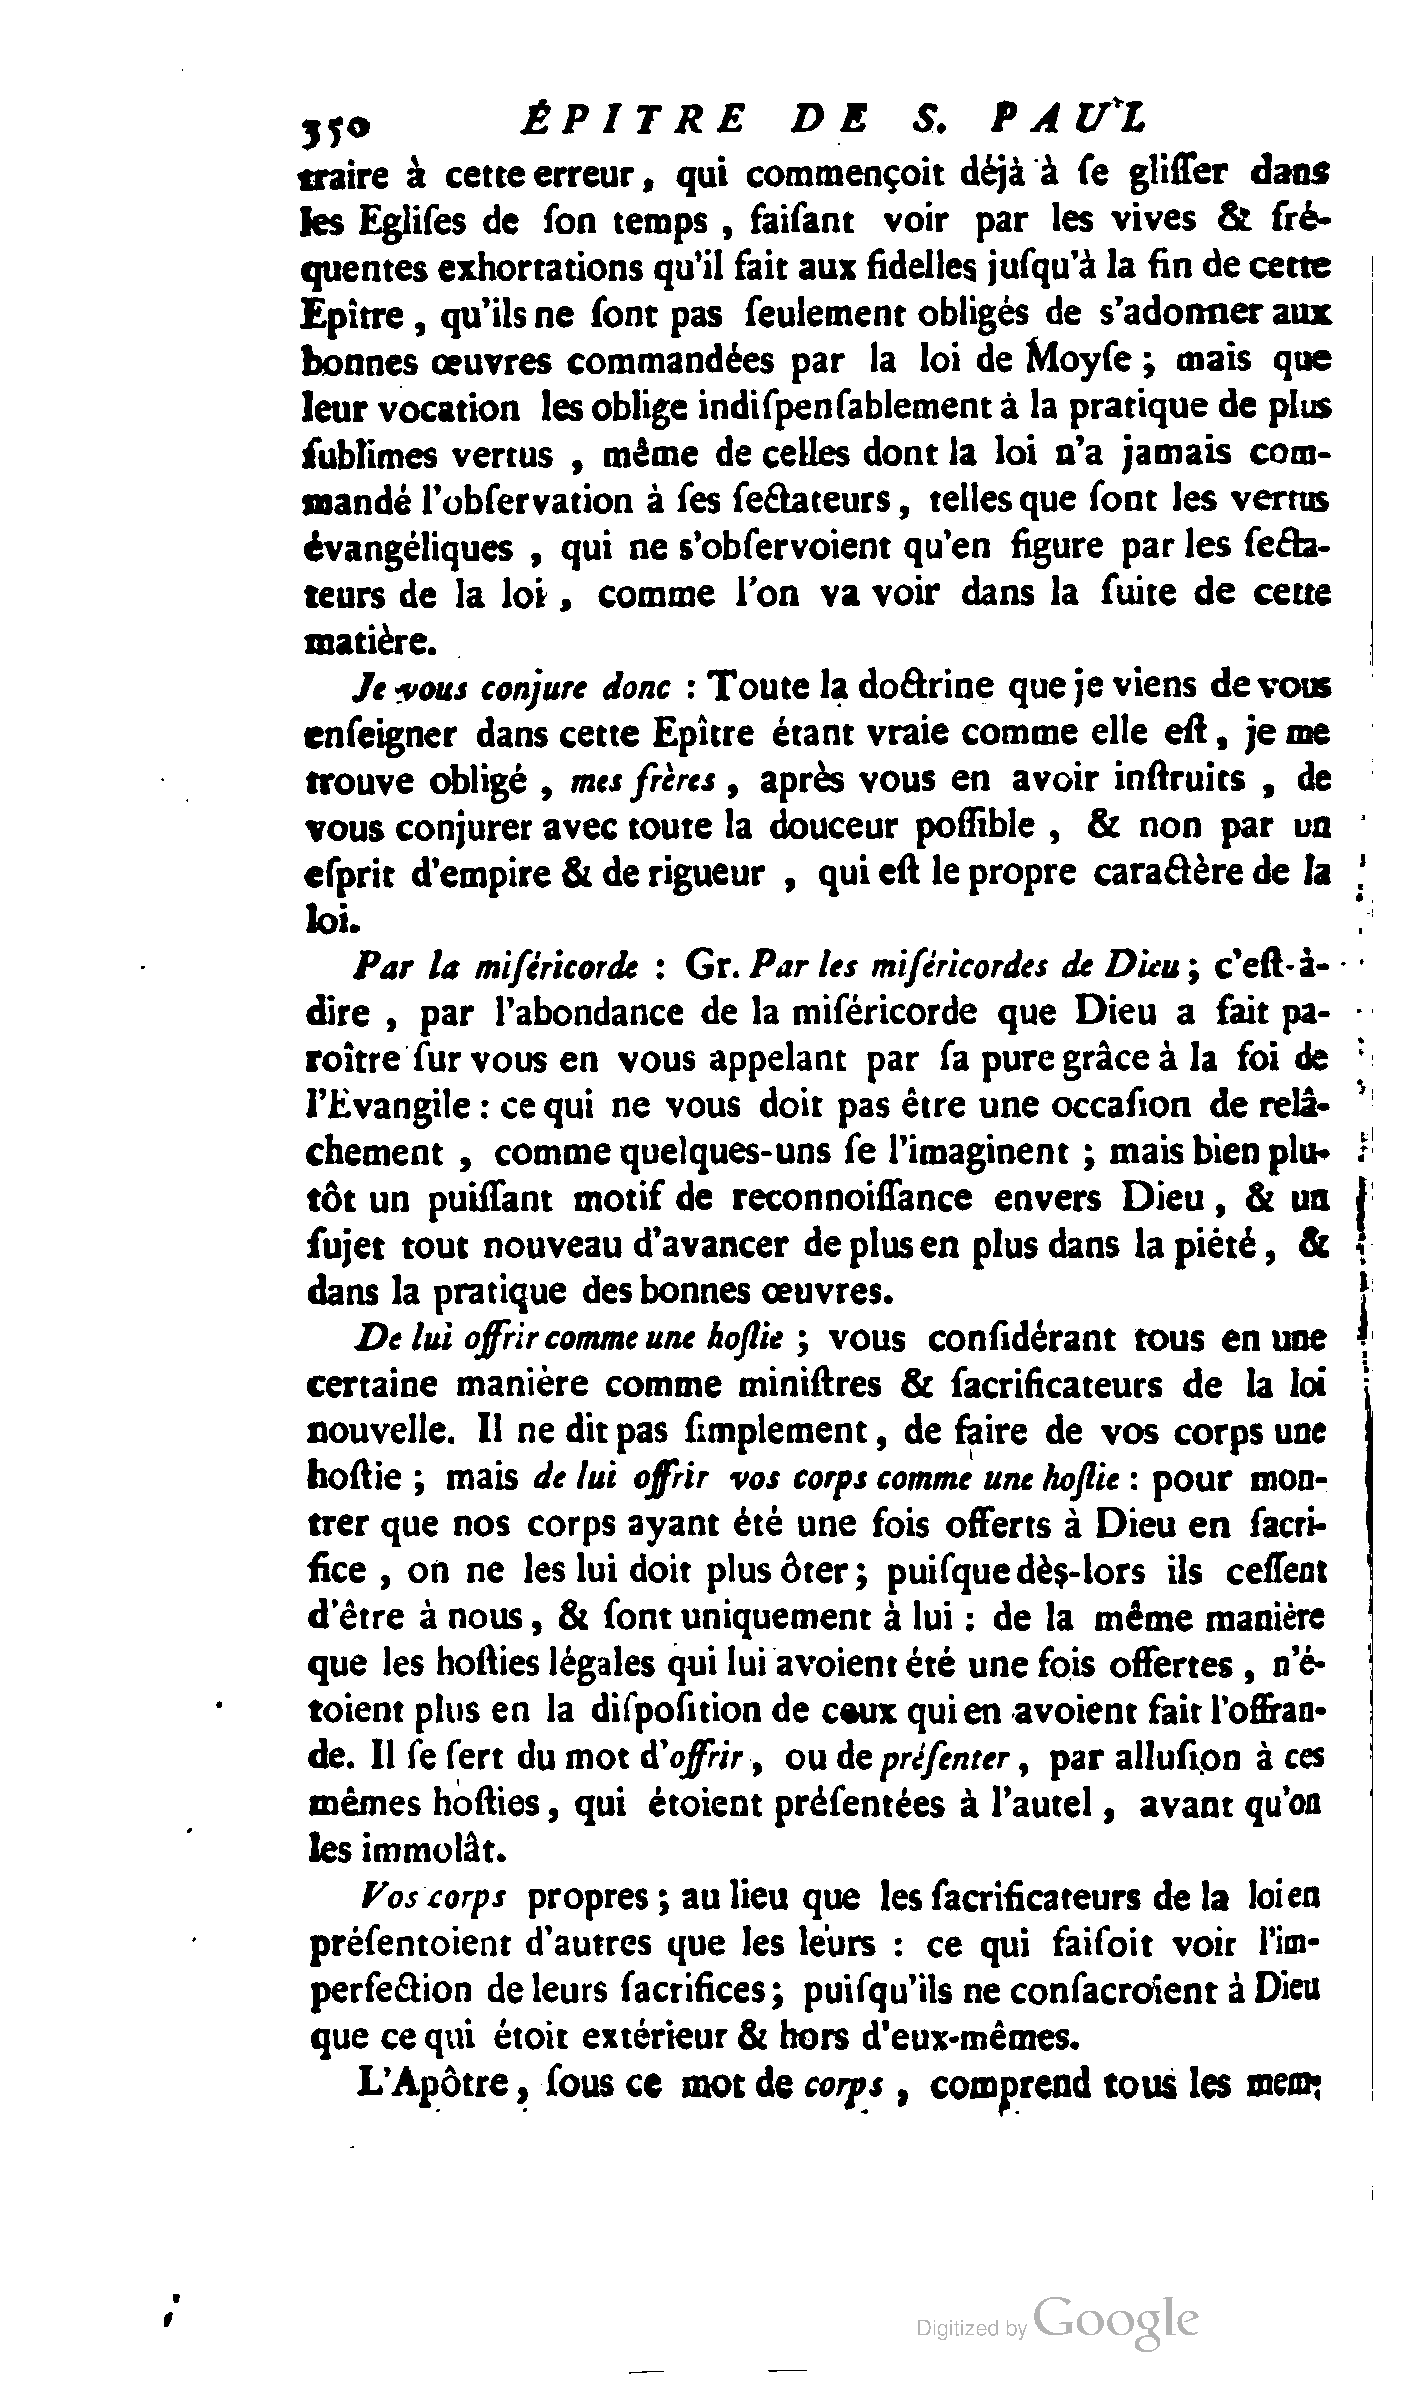 350 ÉPITRE DE S. PAUL
traire à cette erreur, qui commençoit déjà à ſe gliſſer dans
les Egliſes de ſon temps, faiſant voir par les vives & fré-
quentes exhortations qu'il fait aux fidelles juſqu'à la fin de cette
Epître, qu'ils ne ſont pas ſeulement obligés de s'adonner aux
bonnes œuvres commandées par la loi de Moyſe ; mais que
leur vocation les oblige indiſpenſablement à la pratique de plus
ſublimes vertus, même de celles dont la loi n'a jamais com-
mandé l'obſervation à ſes ſectateurs, telles que ſont les vertus
évangéliques, qui ne s'obſervoient qu'en figure par les ſecta-
teurs de la loi, comme l'on va voir dans la ſuite de cette
matière.
Je vous conjure donc : Toute la doctrine que je viens de vous
enſeigner dans cette Epître étant vraie comme elle eſt, je me
trouve obligé, mes frères, après vous en avoir inſtruits, de
vous conjurer avec toute la douceur poſſible, & non par un
eſprit d'empire & de rigueur, qui eſt le propre caractère de la
loi.
Par la miſéricorde : Gr. Par les miſéricordes de Dieu ; c'eſt-à-
dire, par l'abondance de la miſéricorde que Dieu a fait pa-
roître ſur vous en vous appelant par ſa pure grâce à la foi de
l'Evangile : ce qui ne vous doit pas être une occaſion de relâ-
chement, comme quelques-uns ſe l'imaginent ; mais bien plu-
tôt un puiſſant motif de reconnoiſſance envers Dieu, & un
ſujet tout nouveau d'avancer de plus en plus dans la piété, &
dans la pratique des bonnes œuvres.
De lui offrir comme une hoſtie ; vous conſidérant tous en une
certaine manière comme miniſtres & ſacrificateurs de la loi
nouvelle. Il ne dit pas ſimplement, de faire de vos corps une
hoſtie ; mais de lui offrir vos corps comme une hoſtie : pour mon-
trer que nos corps ayant été une fois offerts à Dieu en ſacri-
fice, on ne les lui doit plus ôter ; puiſque dès-lors ils ceſſent
d'être à nous, & ſont uniquement à lui : de la même manière
que les hoſties légales qui lui avoient été une fois offertes, n'é-
toient plus en la diſpoſition de ceux qui en avoient fait l'offran-
de. Il ſe ſert du mot d'offrir, ou de préſenter, par alluſion à ces
mêmes hoſties, qui étoient préſentées à l'autel, avant qu'on
les immolât.
Vos corps propres ; au lieu que les ſacrificateurs de la loi en
préſentoient d'autres que les leurs : ce qui faiſoit voir l'im-
perfection de leurs ſacrifices ; puiſqu'ils ne conſacroient à Dieu
que ce qui étoit extérieur & hors d'eux-mêmes.
L'Apôtre, ſous ce mot de corps, comprend tous les mem-
Digitized by Google